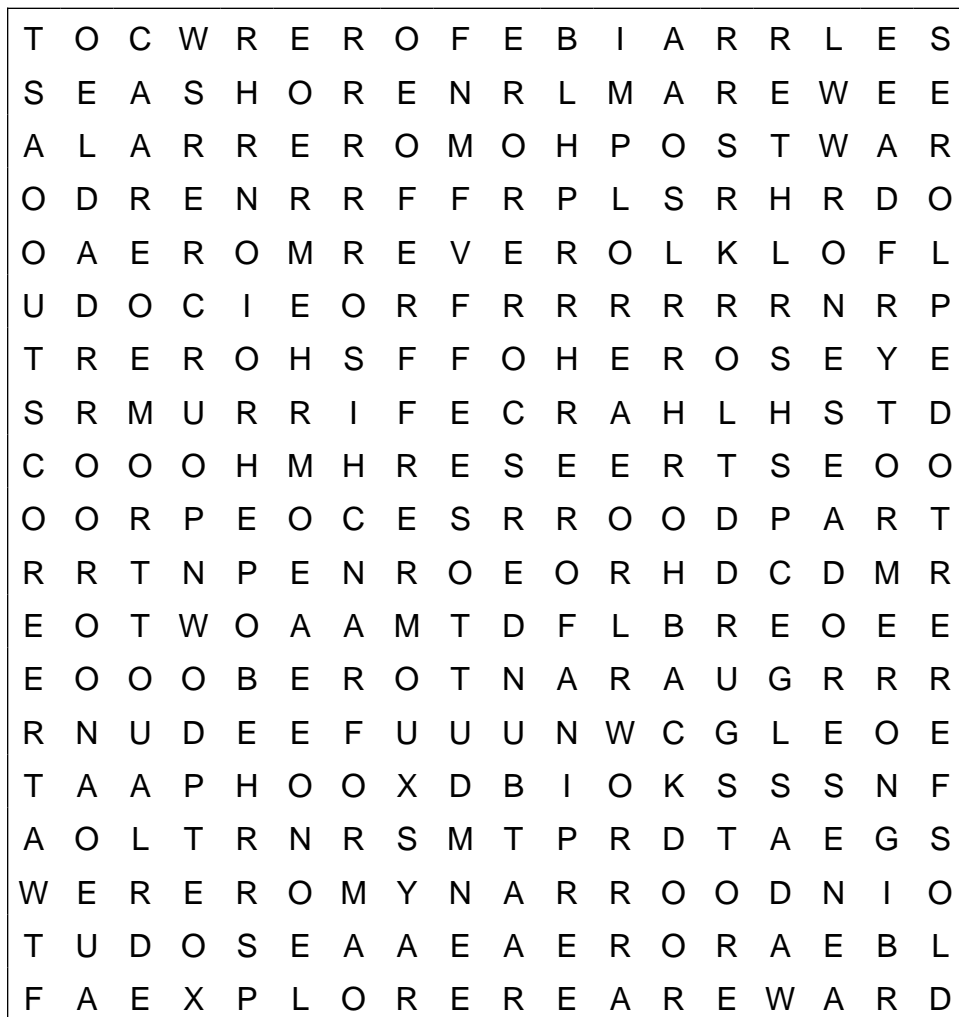 T O C W R E R O F E B I A R R L E S
S E A S H O R E N R L M A R E W E E
A L A R R E R O M O H P O S T W A R
O D R E N R R F F R P L S R H R D O
O A E R O M R E V E R O L K L O F L
U D O C I E O R F R R R R R R N R P
T R E R O H S F F O H E R O S E Y E
S R M U R R I F E C R A H L H S T D
C O O O H M H R E S E E R T S E O O
O O R P E O C E S R R O O D P A R T
R R T N P E N R O E O R H D C D M R
E O T W O A A M T D F L B R E O E E
E O O O B E R O T N A R A U G R R R
R N U D E E F U U U N W C G L E O E
T A A P H O O X D B I O K S S S N F
A O L T R N R S M T P R D T A E G S
W E R E R O M Y N A R R O O D N I O
T U D O S E A A E A E R O R A E B L
F A E X P L O R E R E A R E W A R D